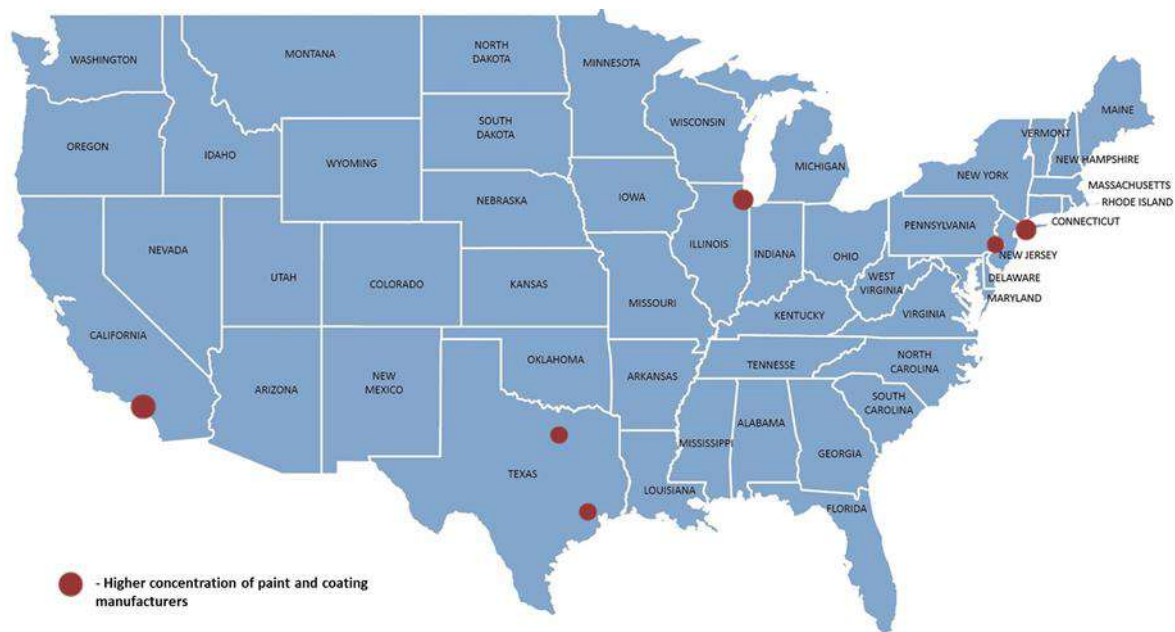 WASHINGTON
MONTANA
NORTH
DAKOTA
MINNESOTA
MAINE
OREGON
IDAHO
WYOMING
SOUTH
DAKOTA
WISCONSIN
MICHIGAN
VERMONT
NEW HAMPSHIRE
NEW YORK
MASSACHUSETTS
RHODE ISLAND
CONNECTICUT
NEBRASKA
IOWA
PENNSYLVANIA
NEVADA
UTAH
COLORADO
KANSAS
ILLINOIS
INDIANA
OHIO
NEW JERSEY
DELAWARE
MARYLAND
WEST
VIRGINIA
MISSOURI
KENTUCKY
VIRGINIA
CALIFORNIA
ARIZONA
NEW
MEXICO
OKLAHOMA
ARKANSAS
TENNESSE
NORTH
CAROLINA
SOUTH
CAROLINA
MISSISSIPPI
ALABAMA
GEORGIA
TEXAS
LOUISIANA
FLORIDA
- Higher concentration of paint and coating
manufacturers